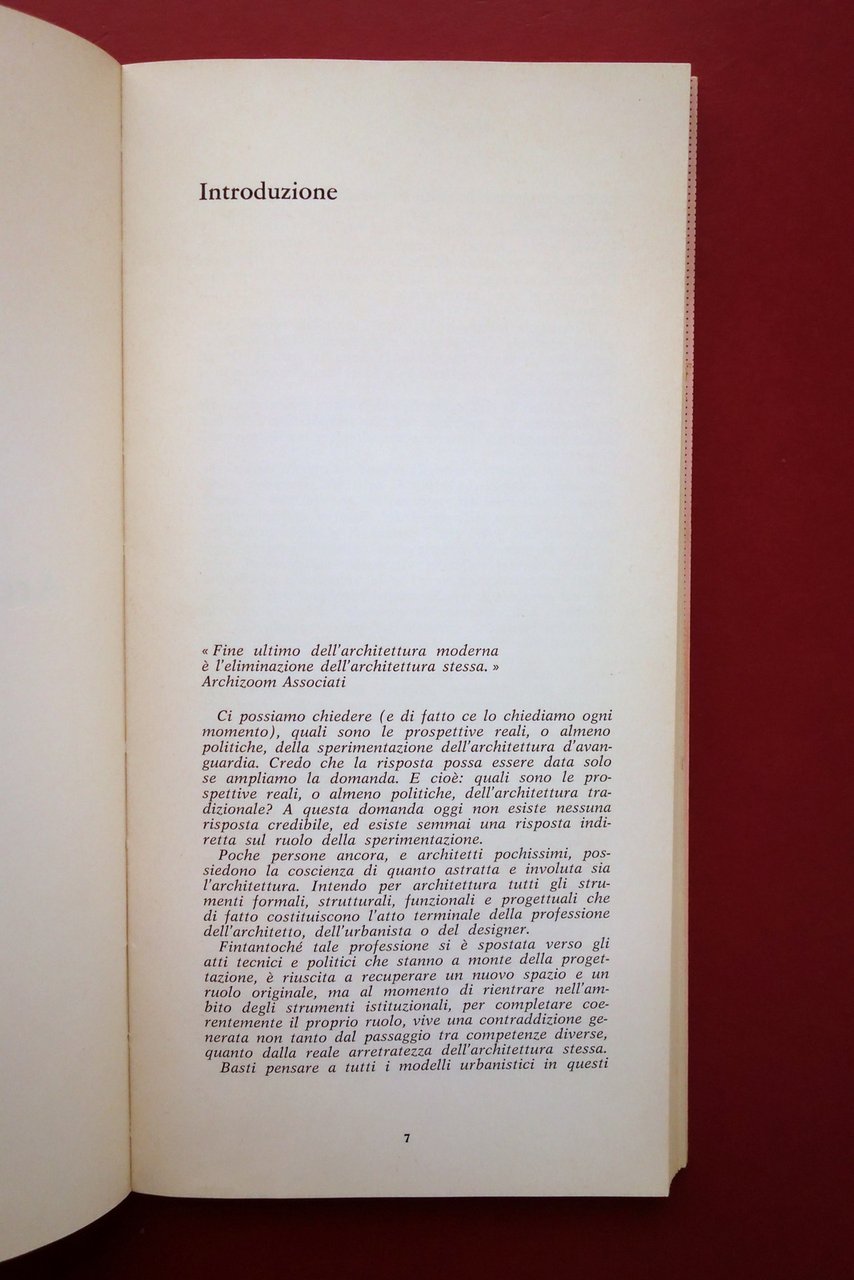 Introduzione
« Fine ultimo dell'architettura moderna
è l'eliminazione dell'architettura stessa. »
Archizoom Associati
Ci possiamo chiedere (e di fatto ce lo chiediamo ogni
momento), quali sono le prospettive reali, o almeno
politiche, della sperimentazione dell'architettura d'avan-
guardia. Credo che la risposta possa essere data solo
se ampliamo la domanda. E cioè: quali sono le pro-
spettive reali, o almeno politiche, dell'architettura tra-
dizionale? A questa domanda oggi non esiste nessuna
risposta credibile, ed esiste semmai una risposta indi-
retta sul ruolo della sperimentazione.
Poche persone ancora, e architetti pochissimi, pos-
siedono la coscienza di quanto astratta e involuta sia
l'architettura. Intendo per architettura tutti gli stru-
menti formali, strutturali, funzionali e progettuali che
di fatto costituiscono l'atto terminale della professione
dell'architetto, dell'urbanista o del designer.
Fintantoché tale professione si è spostata verso gli
atti tecnici e politici che stanno a monte della proget-
tazione, è riuscita a recuperare un nuovo spazio e un
ruolo originale, ma al momento di rientrare nell'am-
bito degli strumenti istituzionali, per completare coe-
rentemente il proprio ruolo, vive una contraddizione ge-
nerata non tanto dal passaggio tra competenze diverse,
quanto dalla reale arretratezza dell'architettura stessa.
Basti pensare a tutti i modelli urbanistici in questi
7